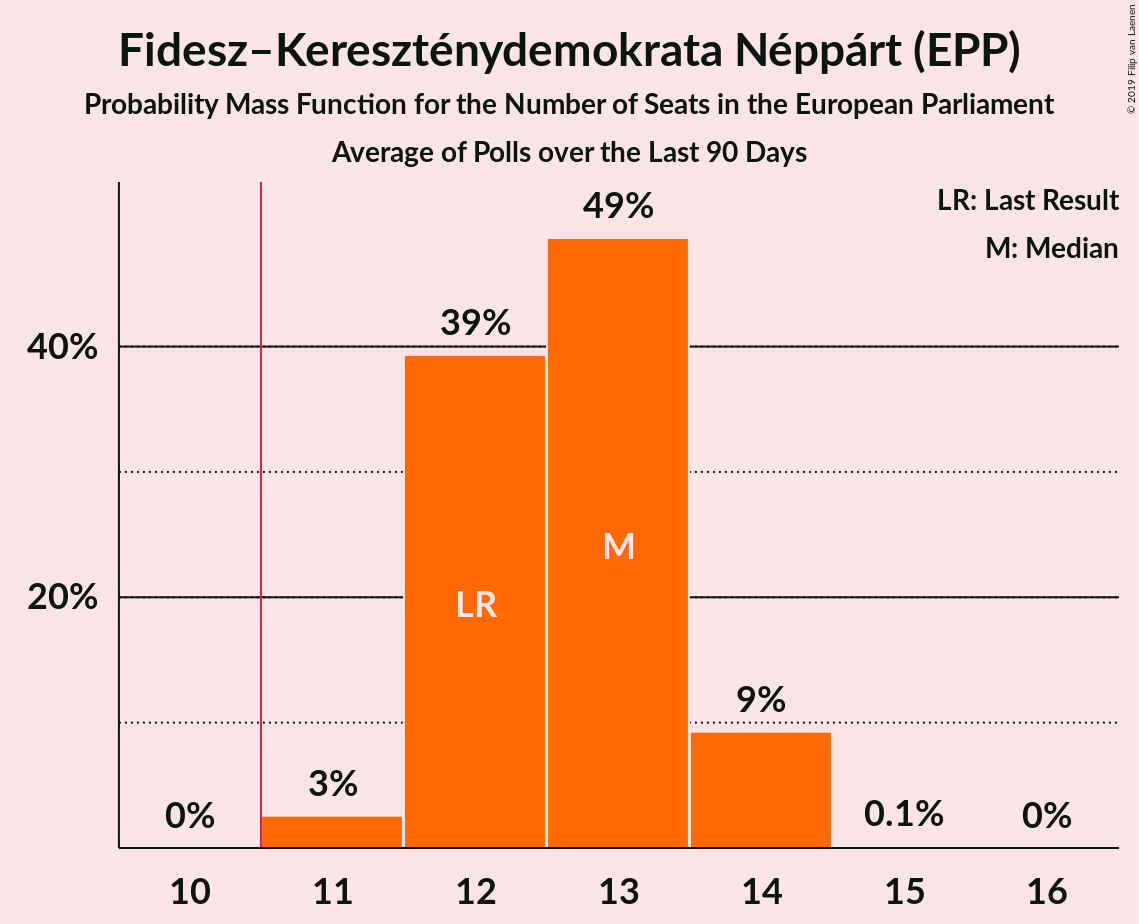 Fidesz–Kereszténydemokrata Néppárt (EPP)
Probability Mass Function for the Number of Seats in the European Parliament
Average of Polls over the Last 90 Days
© 2019 Filip van Laenen
LR: Last Result
M: Median
49%
39%
40%
M
LR
20%
9%
3%
0%
0.1%
0%
10 11 12 13 14 15 16